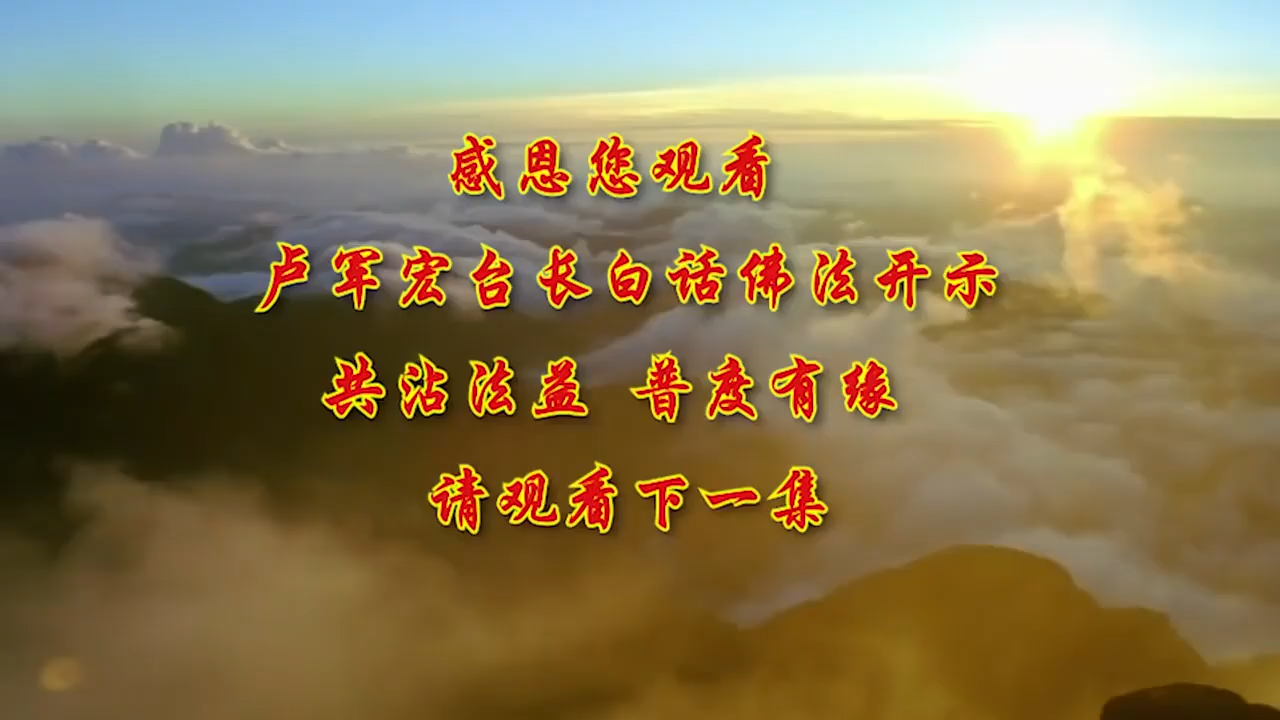 感恩您观看
卢军宏台长白话佛法开示
共沾法益 普度有缘
请观看下一集